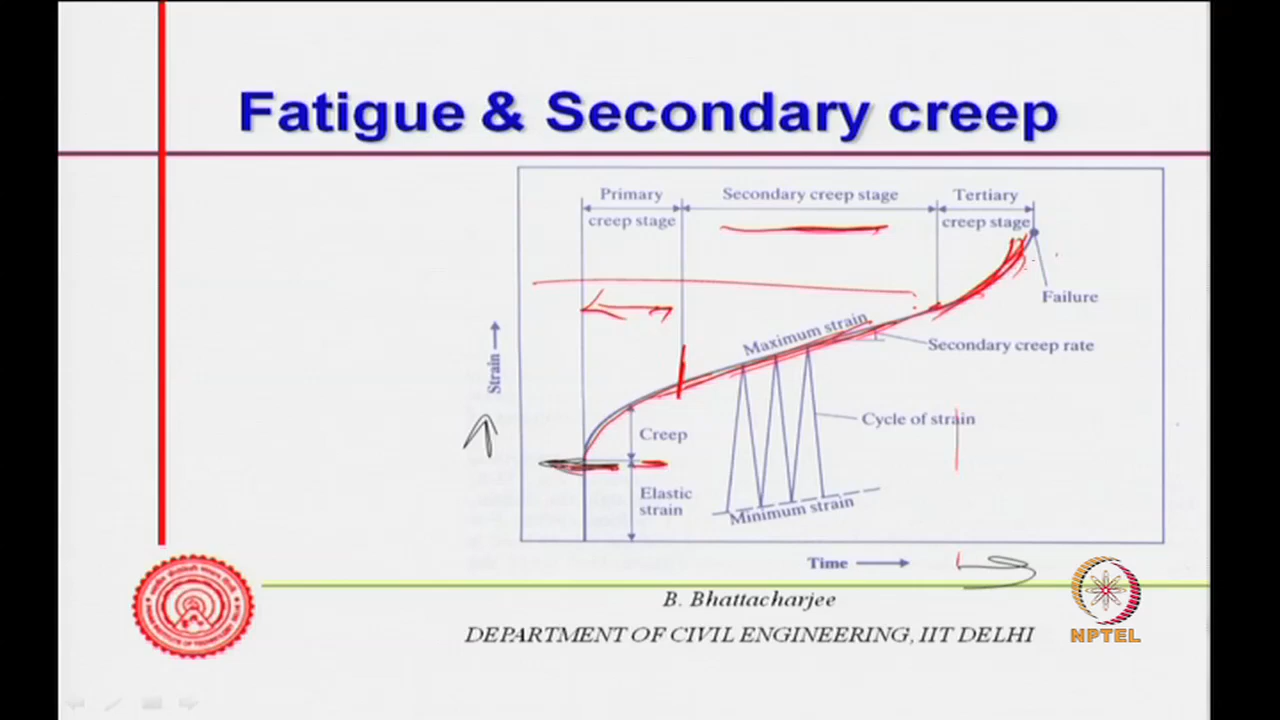 Fatigue & Secondary creep
Primary
creep stage
Secondary creep stage
Tertiary
creep stage
Failure
Maximum strain
Secondary creep rate
Strain
Cycle of strain
Creep
Elastic
strain
Minimum strain
Time
B. Bhattacharjee
DEPARTMENT OF CIVIL ENGINEERING, IIT DELHI
NPTEL